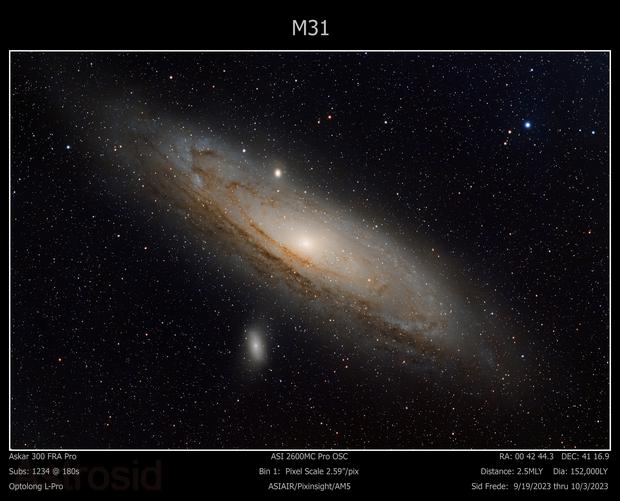 M31
Askar 300 FRA Pro ASI 2600MC Pro OSC RA: 00 42 44.3 DEC: 41 16.9
Subs: 1234 @ 180s Bin 1: Pixel Scale 2.59"/pix Distance: 2.5MLY Dia: 152,000LY
Optolong L-Pro ASIAIR/Pixinsight/AM5 Sid Frede: 9/19/2023 thru 10/3/2023